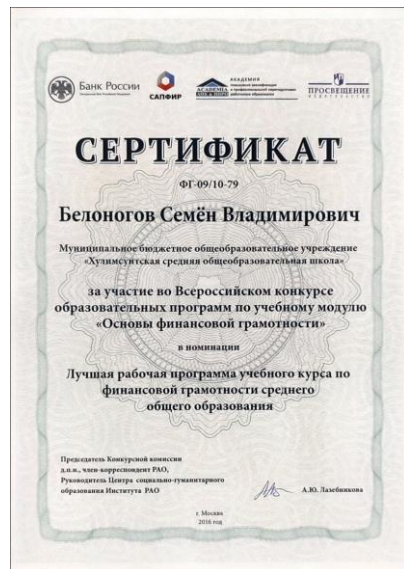 Банк России
САПФИР
АКАДЕМИЯ
ACADEMIA
ПРОСВЕЩЕНИЕ
ИЗДАТЕЛЬСТВО
СЕРТИФИКАТ
ФГ-09/10-79
Белоногов Семён Владимирович
Муниципальное бюджетное общеобразовательное учреждение
«Хулимсунтская средняя общеобразовательная школа»
за участие во Всероссийском конкурсе
образовательных программ по учебному модулю
«Основы финансовой грамотности»
в номинации
Лучшая рабочая программа учебного курса по
финансовой грамотности среднего
общего образования
Председатель Конкурсной комиссии
д.п.н., член-корреспондент РАО,
Руководитель Центра социально-гуманитарного
образования Института РАО
А.Ю. Лазебникова
г. Москва
2016 год